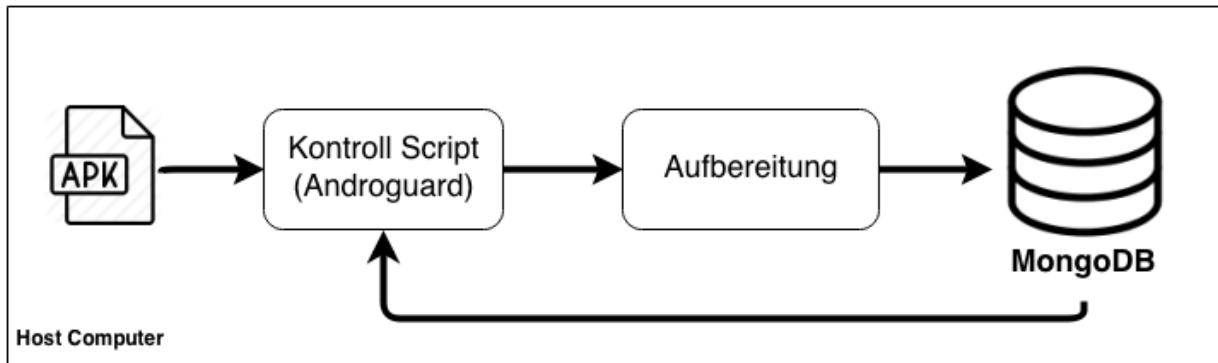 APK
Kontroll Script
(Androguard)
Aufbereitung
MongoDB
Host Computer